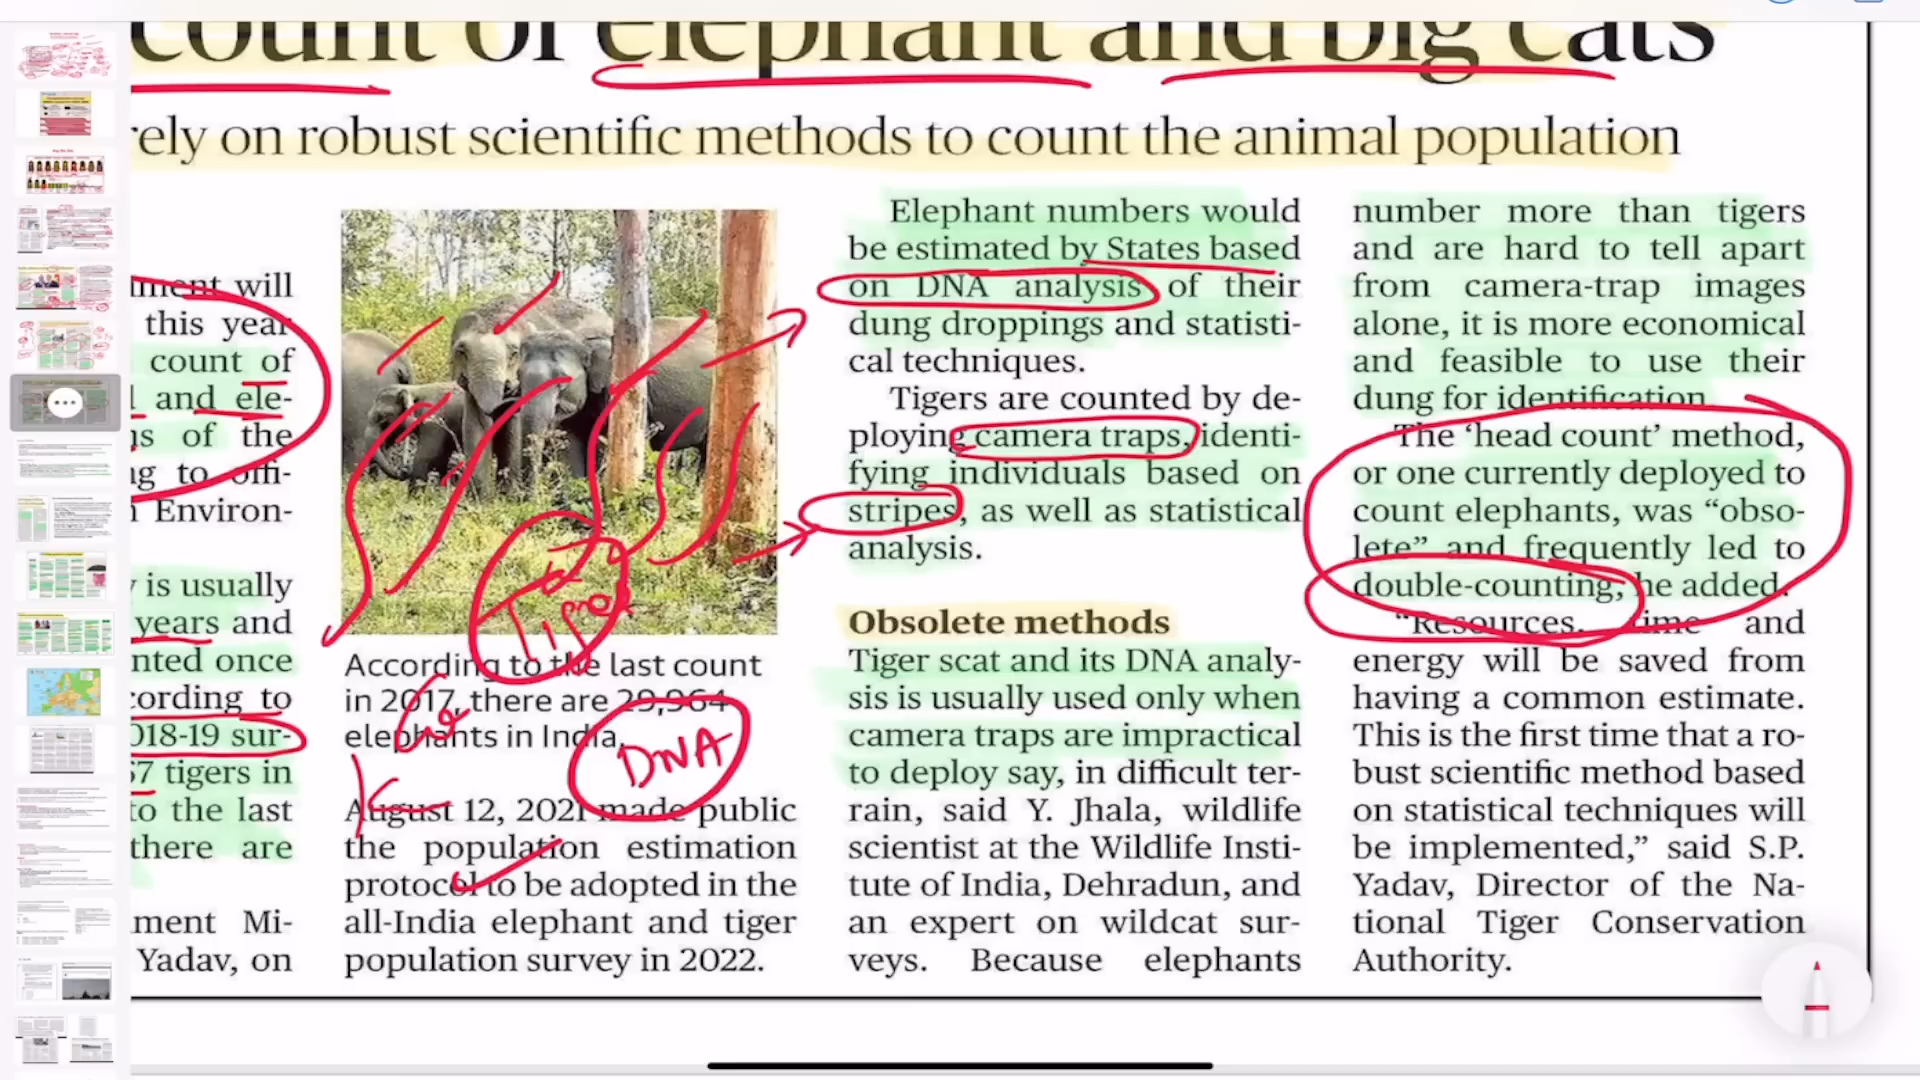 count of elephant and big cats
rely on robust scientific methods to count the animal population
will
this year
count of
and ele-
of the
to offi-
Environ-
is usually
years and
once
to
018-19 sur-
tigers in
to the last
there are
Mi-
Yadav, on
According to the last count
in 2017, there are 29,964
elephants in India.
DNA
August 12, 2021 made public
the population estimation
protocol to be adopted in the
all-India elephant and tiger
population survey in 2022.
Elephant numbers would
be estimated by States based
on DNA analysis of their
dung droppings and statisti-
cal techniques.
Tigers are counted by de-
ploying camera traps, identi-
fying individuals based on
stripes, as well as statistical
analysis.
Obsolete methods
Tiger scat and its DNA analy-
sis is usually used only when
camera traps are impractical
to deploy say, in difficult ter-
rain, said Y. Jhala, wildlife
scientist at the Wildlife Insti-
tute of India, Dehradun, and
an expert on wildcat sur-
veys. Because elephants
number more than tigers
and are hard to tell apart
from camera-trap images
alone, it is more economical
and feasible to use their
dung for identification.
The ‘head count’ method,
or one currently deployed to
count elephants, was “obso-
lete” and frequently led to
double-counting, he added.
“Resources, time and
energy will be saved from
having a common estimate.
This is the first time that a ro-
bust scientific method based
on statistical techniques will
be implemented,” said S.P.
Yadav, Director of the Na-
tional Tiger Conservation
Authority.